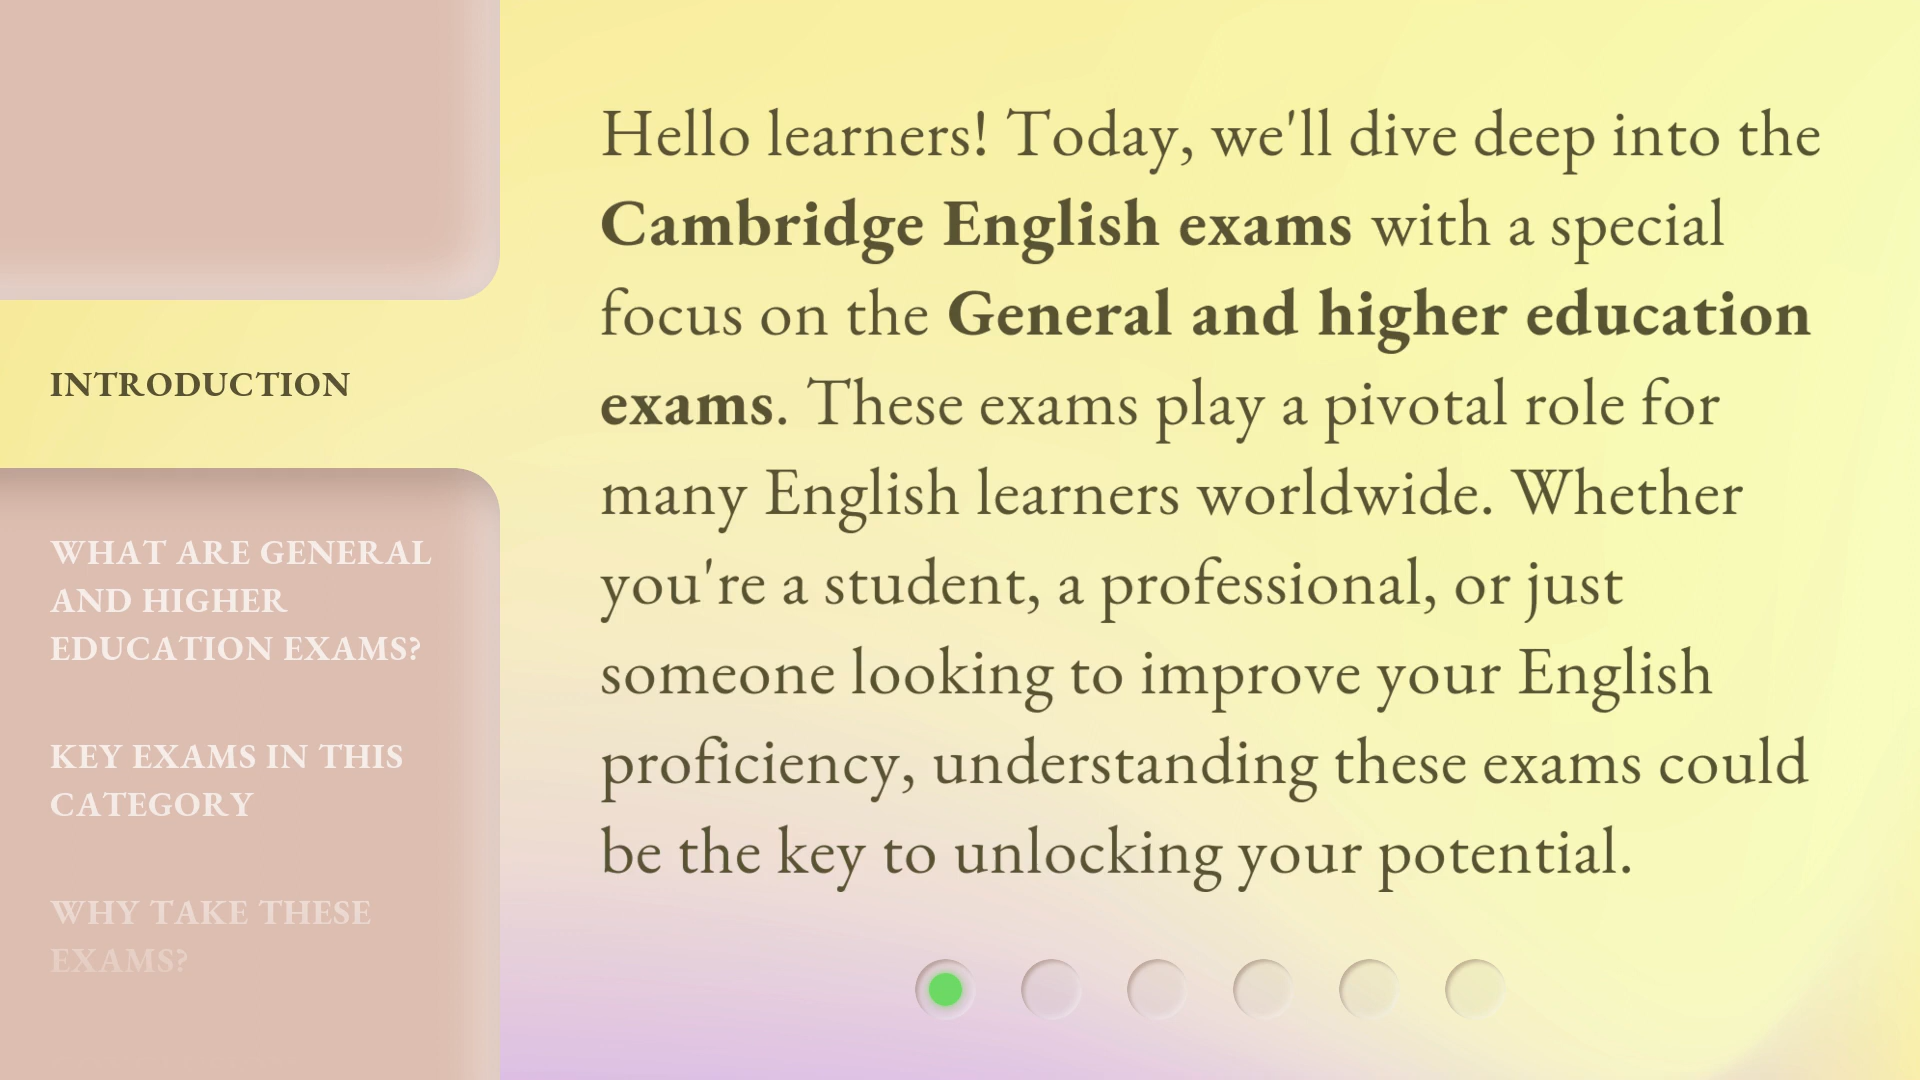 INTRODUCTION
WHAT ARE GENERAL
AND HIGHER
EDUCATION EXAMS?
KEY EXAMS IN THIS
CATEGORY
WHY TAKE THESE
EXAMS?
Hello learners! Today, we'll dive deep into the
Cambridge English exams with a special
focus on the General and higher education
exams. These exams play a pivotal role for
many English learners worldwide. Whether
you're a student, a professional, or just
someone looking to improve your English
proficiency, understanding these exams could
be the key to unlocking your potential.